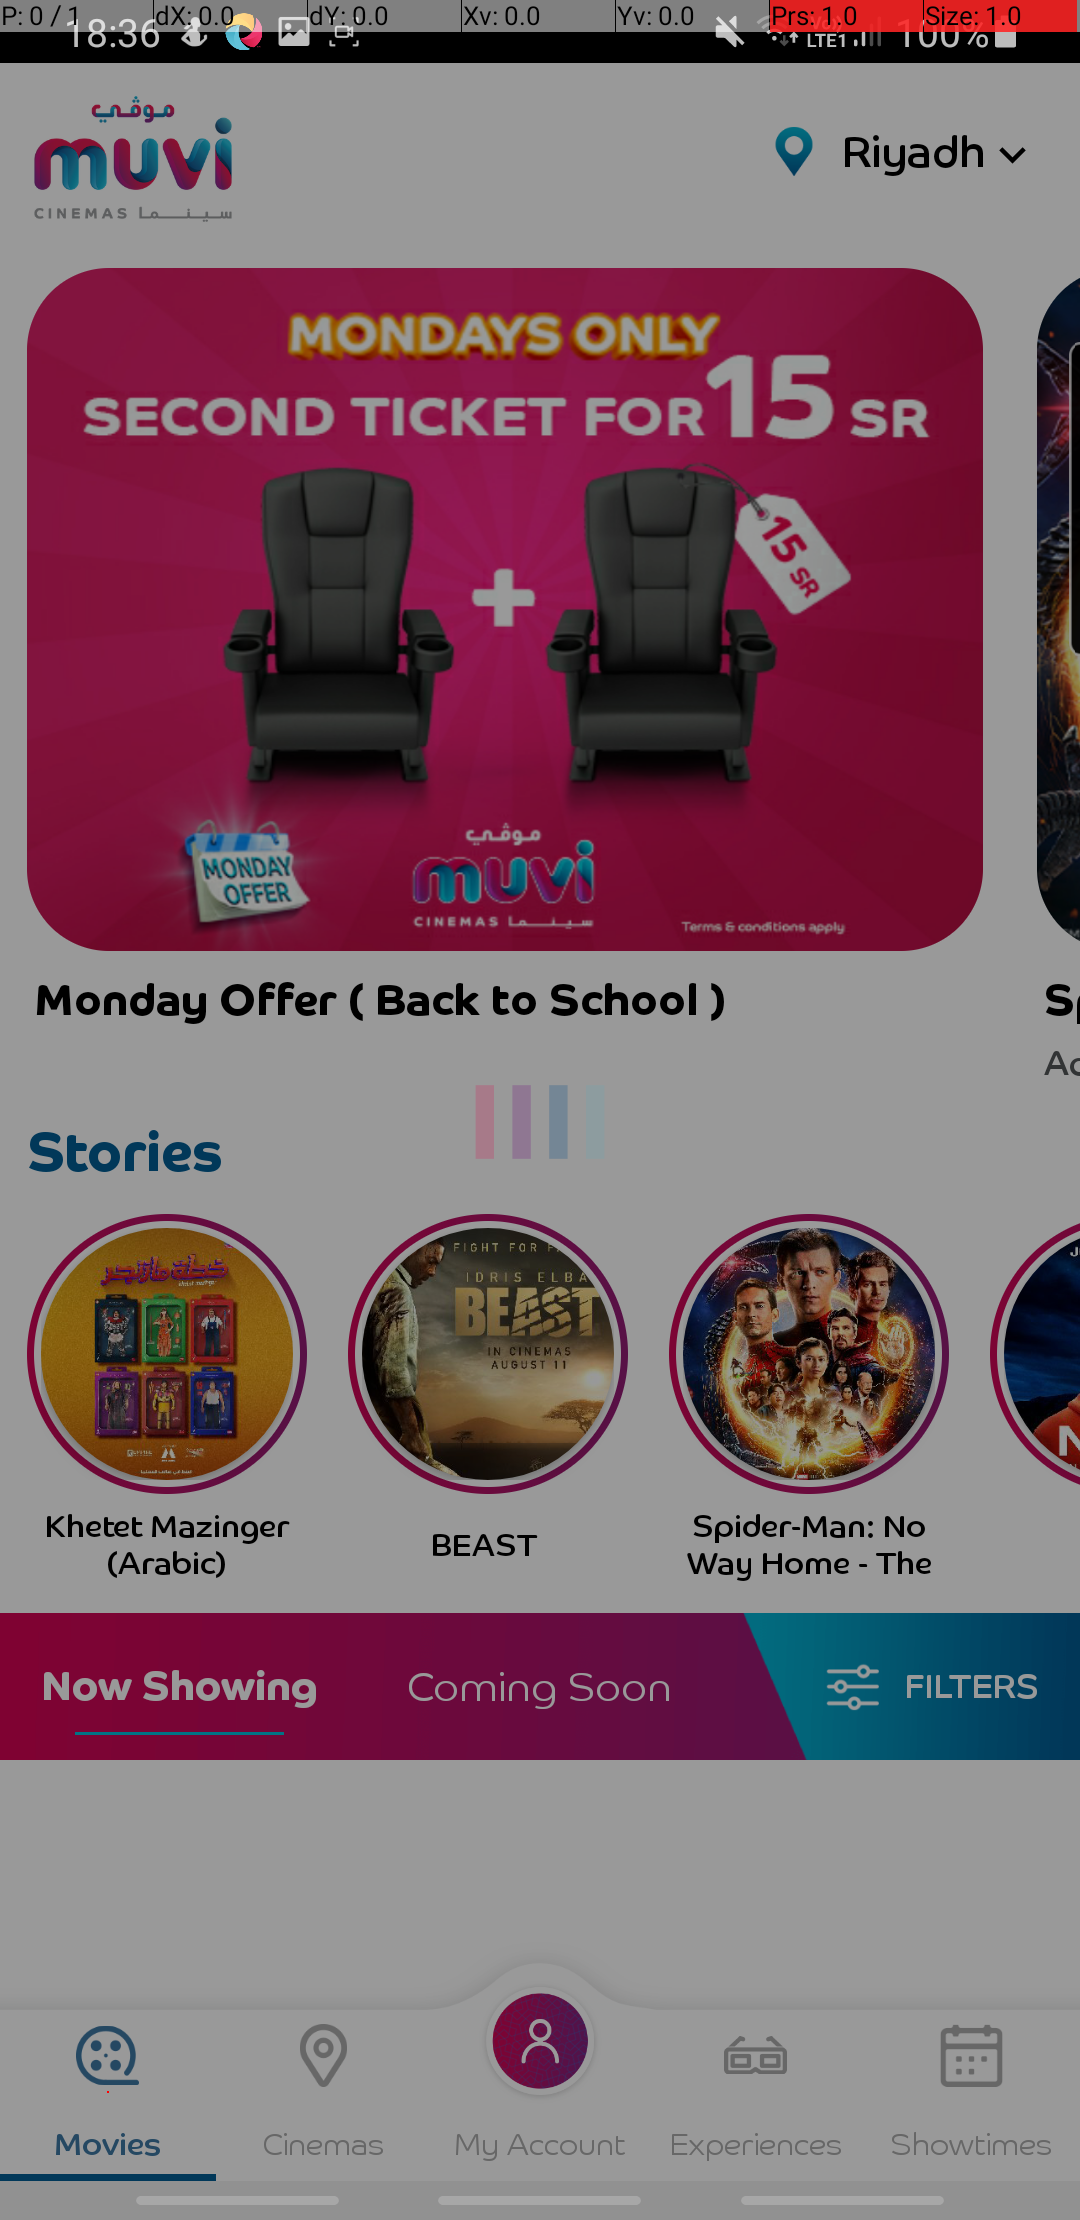 P: 0 / 1 dX: 0.0 dY: 0.0 Xv: 0.0 Yv: 0.0 Prs: 1.0 Size: 1.0
18:36 LTE1 100%
موڤي
muvi
CINEMAS سينما
Riyadh
MONDAYS ONLY
SECOND TICKET FOR 15 SR
15 SR
MONDAY
OFFER
موڤي
muvi
CINEMAS سينما
Terms & conditions apply
Monday Offer ( Back to School )
Stories
خطة مازنجر
FIGHT FOR
IDRIS ELBA
BEAST
IN CINEMAS
AUGUST 11
Khetet Mazinger
(Arabic)
BEAST
Spider-Man: No
Way Home - The
Now Showing
Coming Soon
FILTERS
Movies
Cinemas
My Account
Experiences
Showtimes